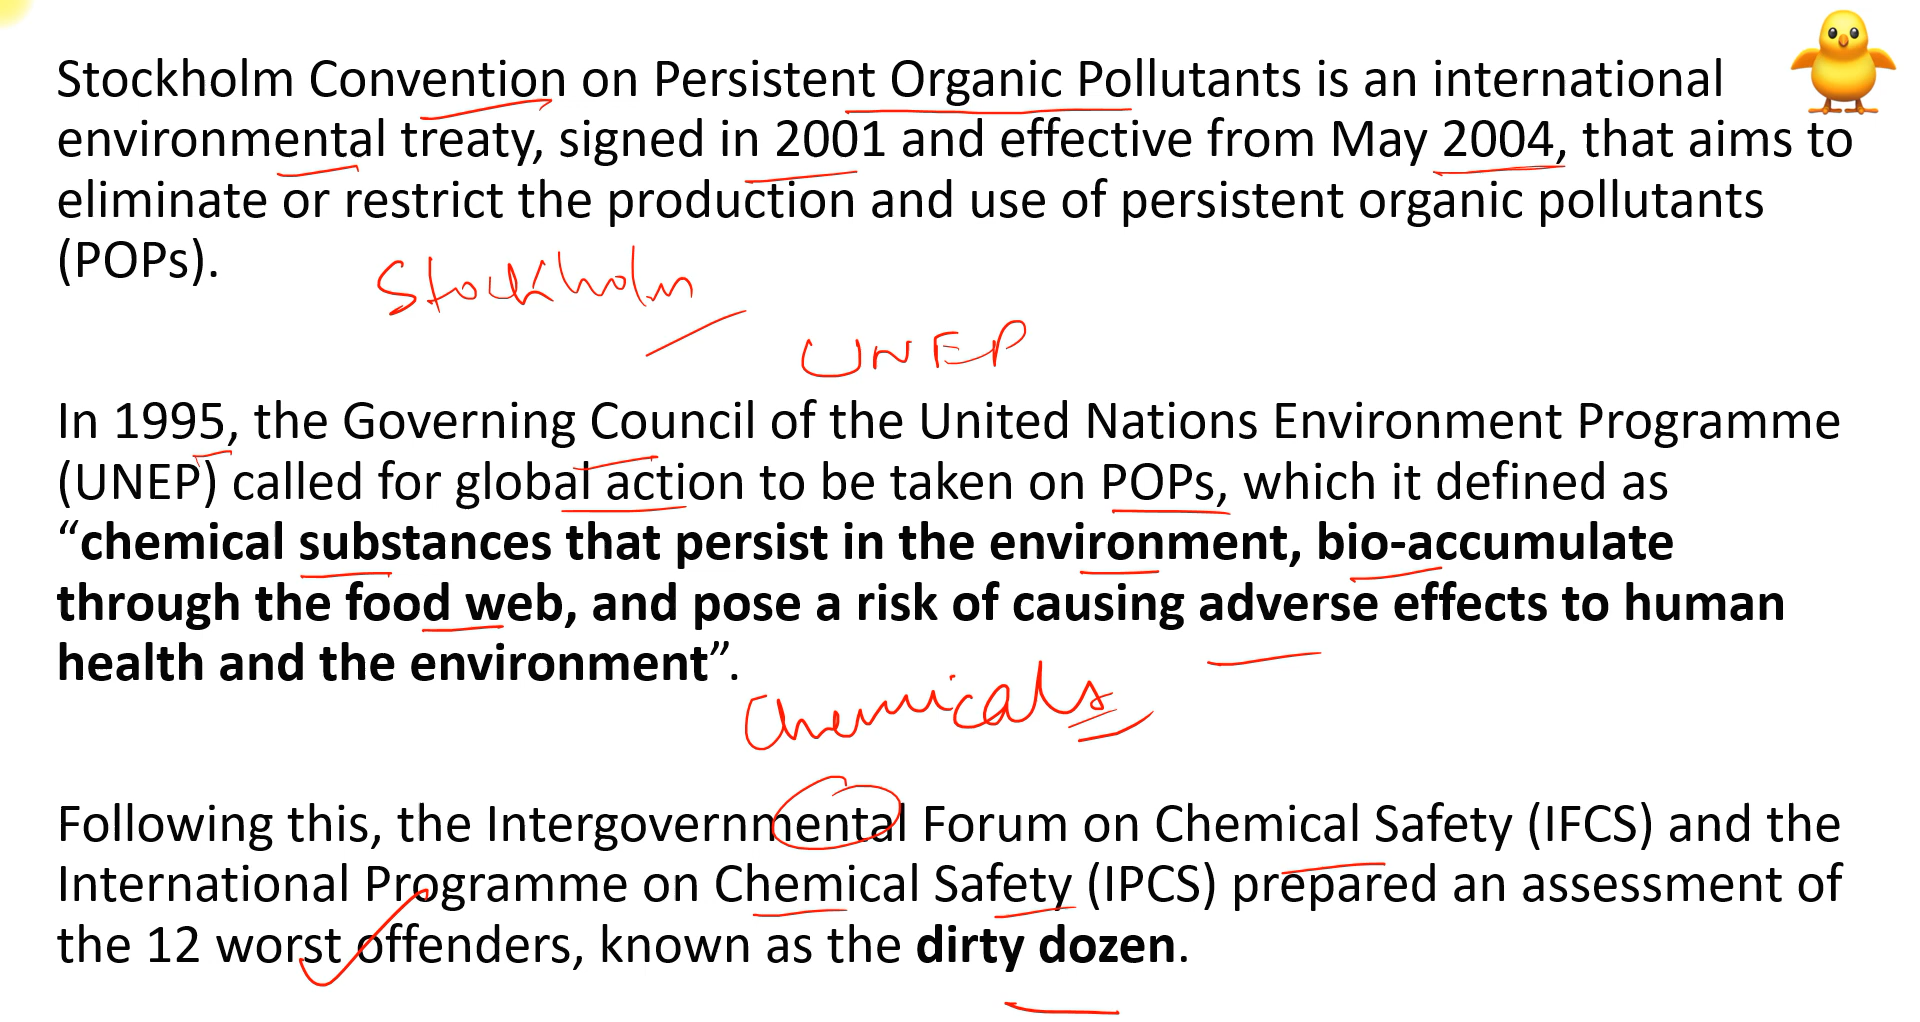 Stockholm Convention on Persistent Organic Pollutants is an international
environmental treaty, signed in 2001 and effective from May 2004, that aims to
eliminate or restrict the production and use of persistent organic pollutants
(POPs).
Stockholm
UNEP
In 1995, the Governing Council of the United Nations Environment Programme
(UNEP) called for global action to be taken on POPs, which it defined as
“chemical substances that persist in the environment, bio-accumulate
through the food web, and pose a risk of causing adverse effects to human
health and the environment”.
Chemicals
Following this, the Intergovernmental Forum on Chemical Safety (IFCS) and the
International Programme on Chemical Safety (IPCS) prepared an assessment of
the 12 worst offenders, known as the dirty dozen.